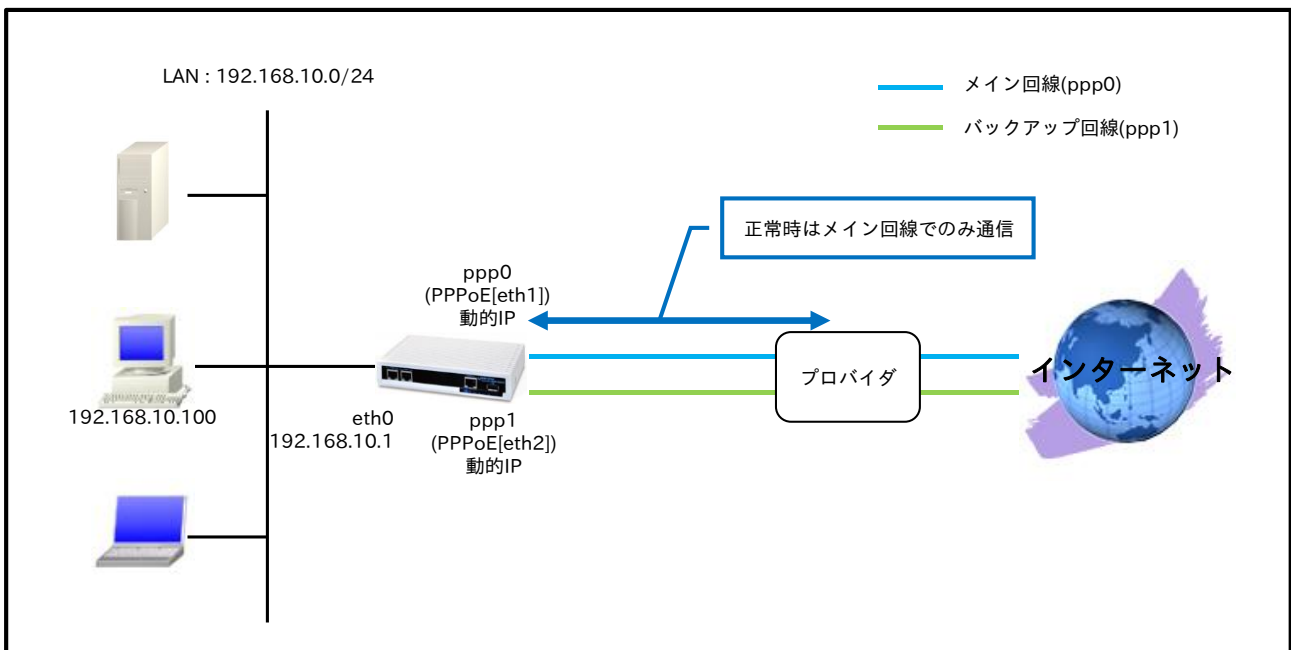 LAN : 192.168.10.0/24
メイン回線(ppp0)
バックアップ回線(ppp1)
正常時はメイン回線でのみ通信
ppp0
(PPPoE[eth1])
動的IP
プロバイダ
インターネット
192.168.10.100
eth0
192.168.10.1
ppp1
(PPPoE[eth2])
動的IP